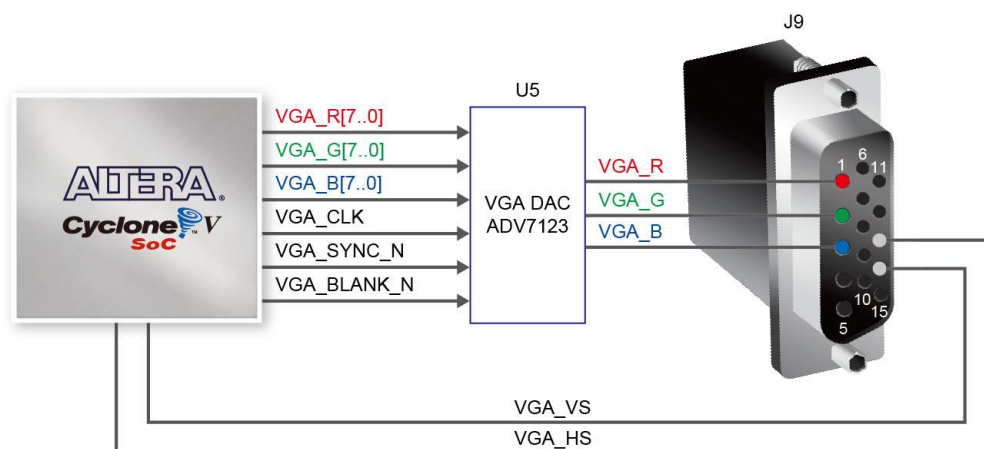 J9
U5
VGA_R[7..0]
VGA_G[7..0]
VGA_B[7..0]
VGA_CLK
VGA_SYNC_N
VGA_BLANK_N
ALTERA®
Cyclone™ V
SoC
VGA DAC
ADV7123
VGA_R
VGA_G
VGA_B
1
6
11
5
10
15
VGA_VS
VGA_HS